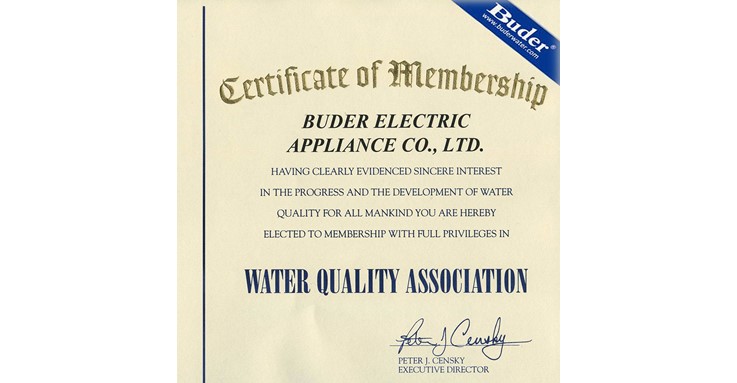 Buder®
www.buderwater.com
Certificate of Membership
BUDER ELECTRIC
APPLIANCE CO., LTD.
HAVING CLEARLY EVIDENCED SINCERE INTEREST
IN THE PROGRESS AND THE DEVELOPMENT OF WATER
QUALITY FOR ALL MANKIND YOU ARE HEREBY
ELECTED TO MEMBERSHIP WITH FULL PRIVILEGES IN
WATER QUALITY ASSOCIATION
Peter J Censky
PETER J. CENSKY
EXECUTIVE DIRECTOR